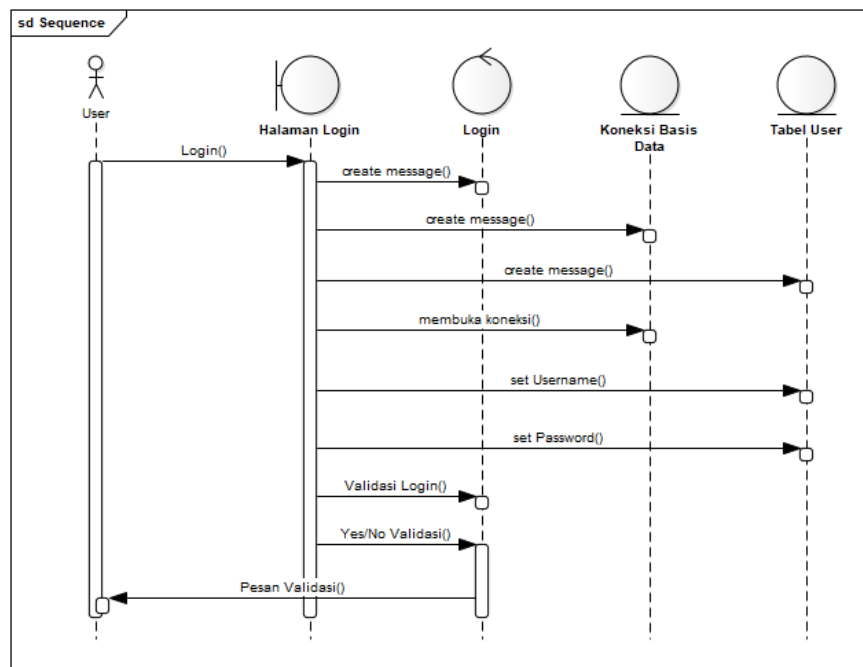 sd Sequence
User
Halaman Login
Login
Koneksi Basis
Data
Tabel User
Login()
create message()
create message()
create message()
membuka koneksi()
set Username()
set Password()
Validasi Login()
Yes/No Validasi()
Pesan Validasi()